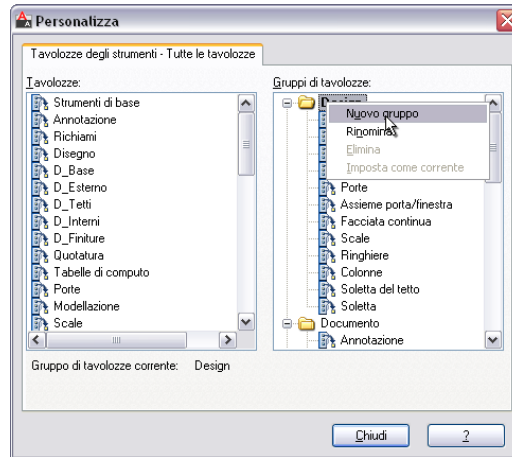 Personalizza
Tavolozze degli strumenti - Tutte le tavolozze
Tavolozze:
Strumenti di base
Annotazione
Richiami
Disegno
D_Base
D_Esterno
D_Tetti
D_Interni
D_Finiture
Quotatura
Tabelle di computo
Porte
Modellazione
Scale
Gruppi di tavolozze:
Nuovo gruppo
Rinomina
Elimina
Imposta come corrente
Porte
Assieme porta/finestra
Facciata continua
Scale
Ringhiere
Colonne
Soletta del tetto
Soletta
Documento
Annotazione
Gruppo di tavolozze corrente: Design
Chiudi
?